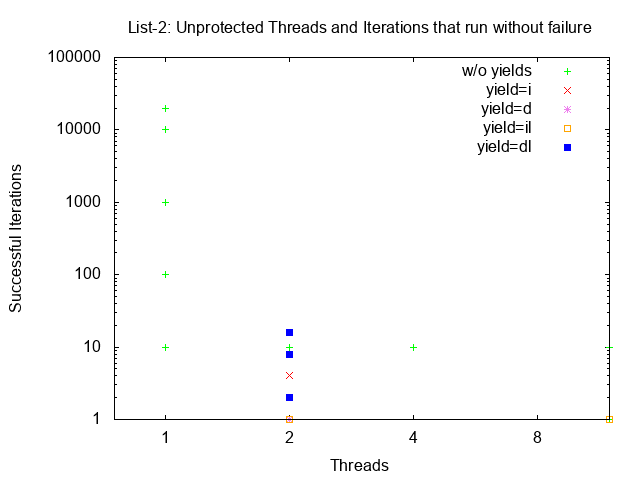 List-2: Unprotected Threads and Iterations that run without failure
100000
10000
1000
100
10
1
Successful Iterations
w/o yields
yield=i
yield=d
yield=il
yield=dl
1 2 4 8
Threads